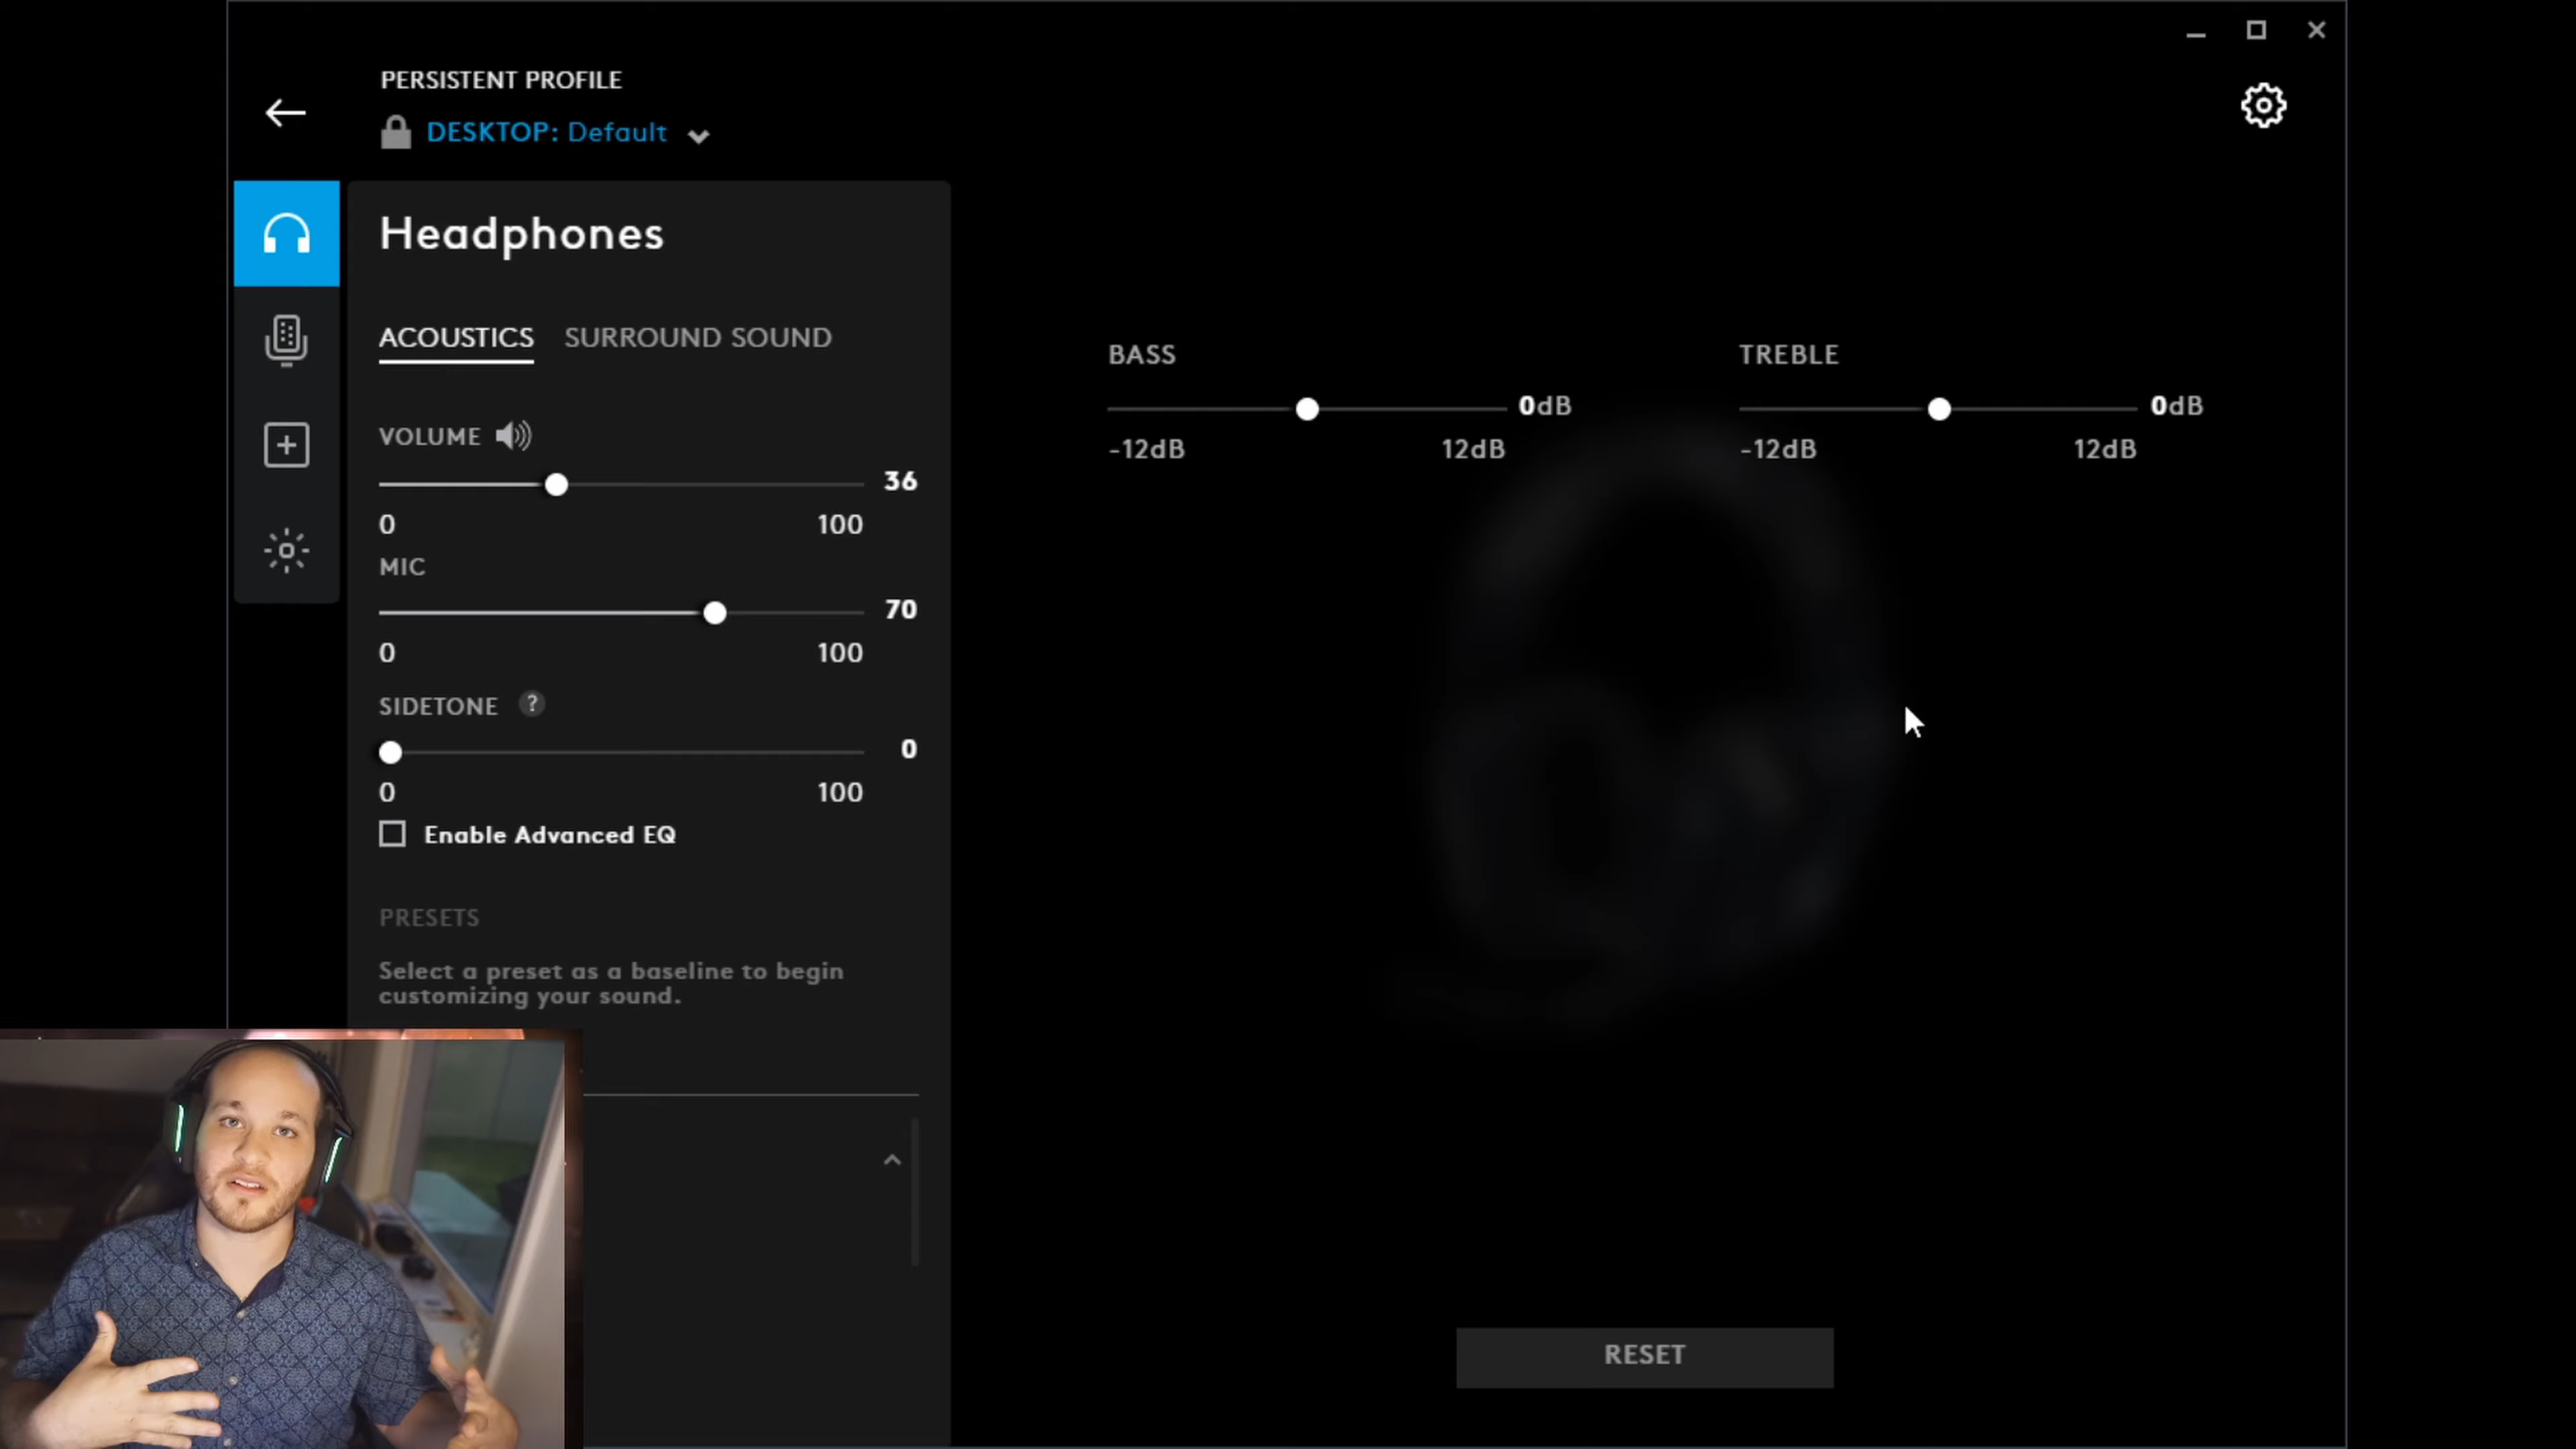 PERSISTENT PROFILE
DESKTOP: Default
Headphones
ACOUSTICS SURROUND SOUND
VOLUME
36
0 100
MIC
70
0 100
SIDETONE ?
0
0 100
Enable Advanced EQ
PRESETS
Select a preset as a baseline to begin
customizing your sound.
BASS
0dB
-12dB 12dB
TREBLE
0dB
-12dB 12dB
RESET